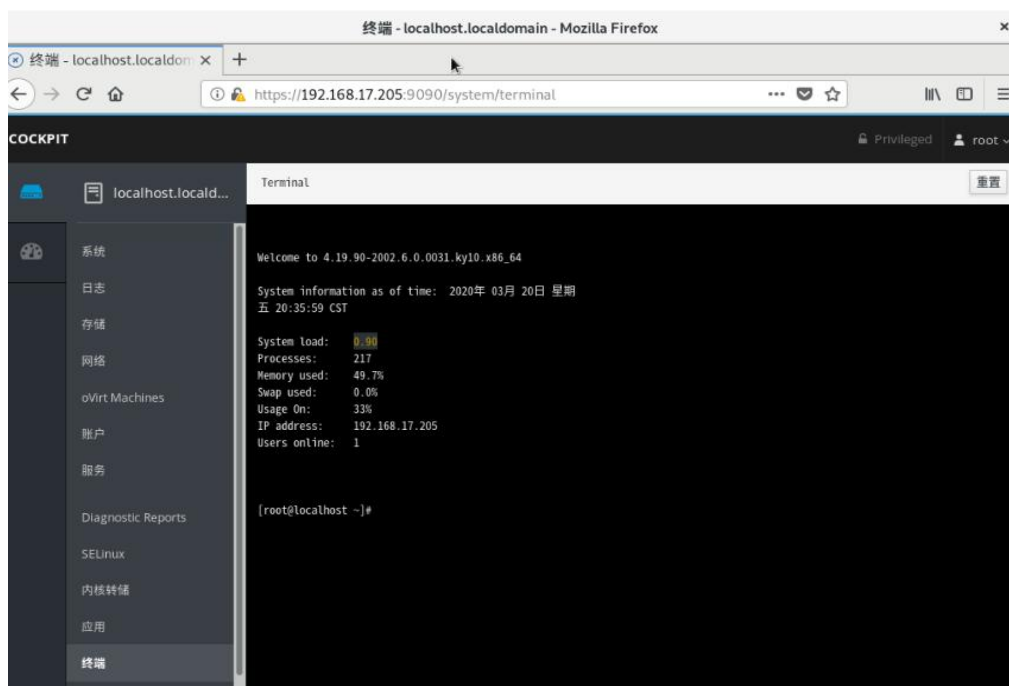 终端 - localhost.localdomain - Mozilla Firefox
终端 - localhost.localdom
https://192.168.17.205:9090/system/terminal
COCKPIT
Privileged
root
localhost.locald...
Terminal
重置
系统
日志
存储
网络
oVirt Machines
账户
服务
Diagnostic Reports
SELinux
内核转储
应用
终端
Welcome to 4.19.90-2002.6.0.0031.ky10.x86_64
System information as of time:  2020年 03月 20日 星期
五 20:35:59 CST
System load:    0.90
Processes:      217
Memory used:    49.7%
Swap used:      0.0%
Usage On:       33%
IP address:     192.168.17.205
Users online:   1
[root@localhost ~]#